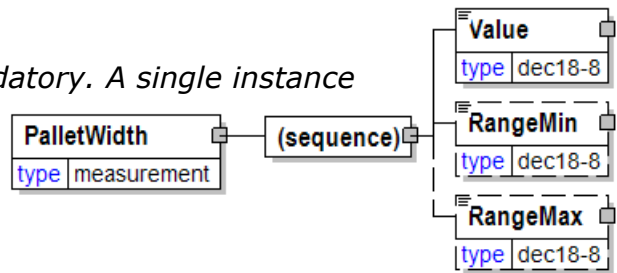 Value
type dec18-8
datory. A single instance
RangeMin
type dec18-8
PalletWidth
type measurement
(sequence)
RangeMax
type dec18-8